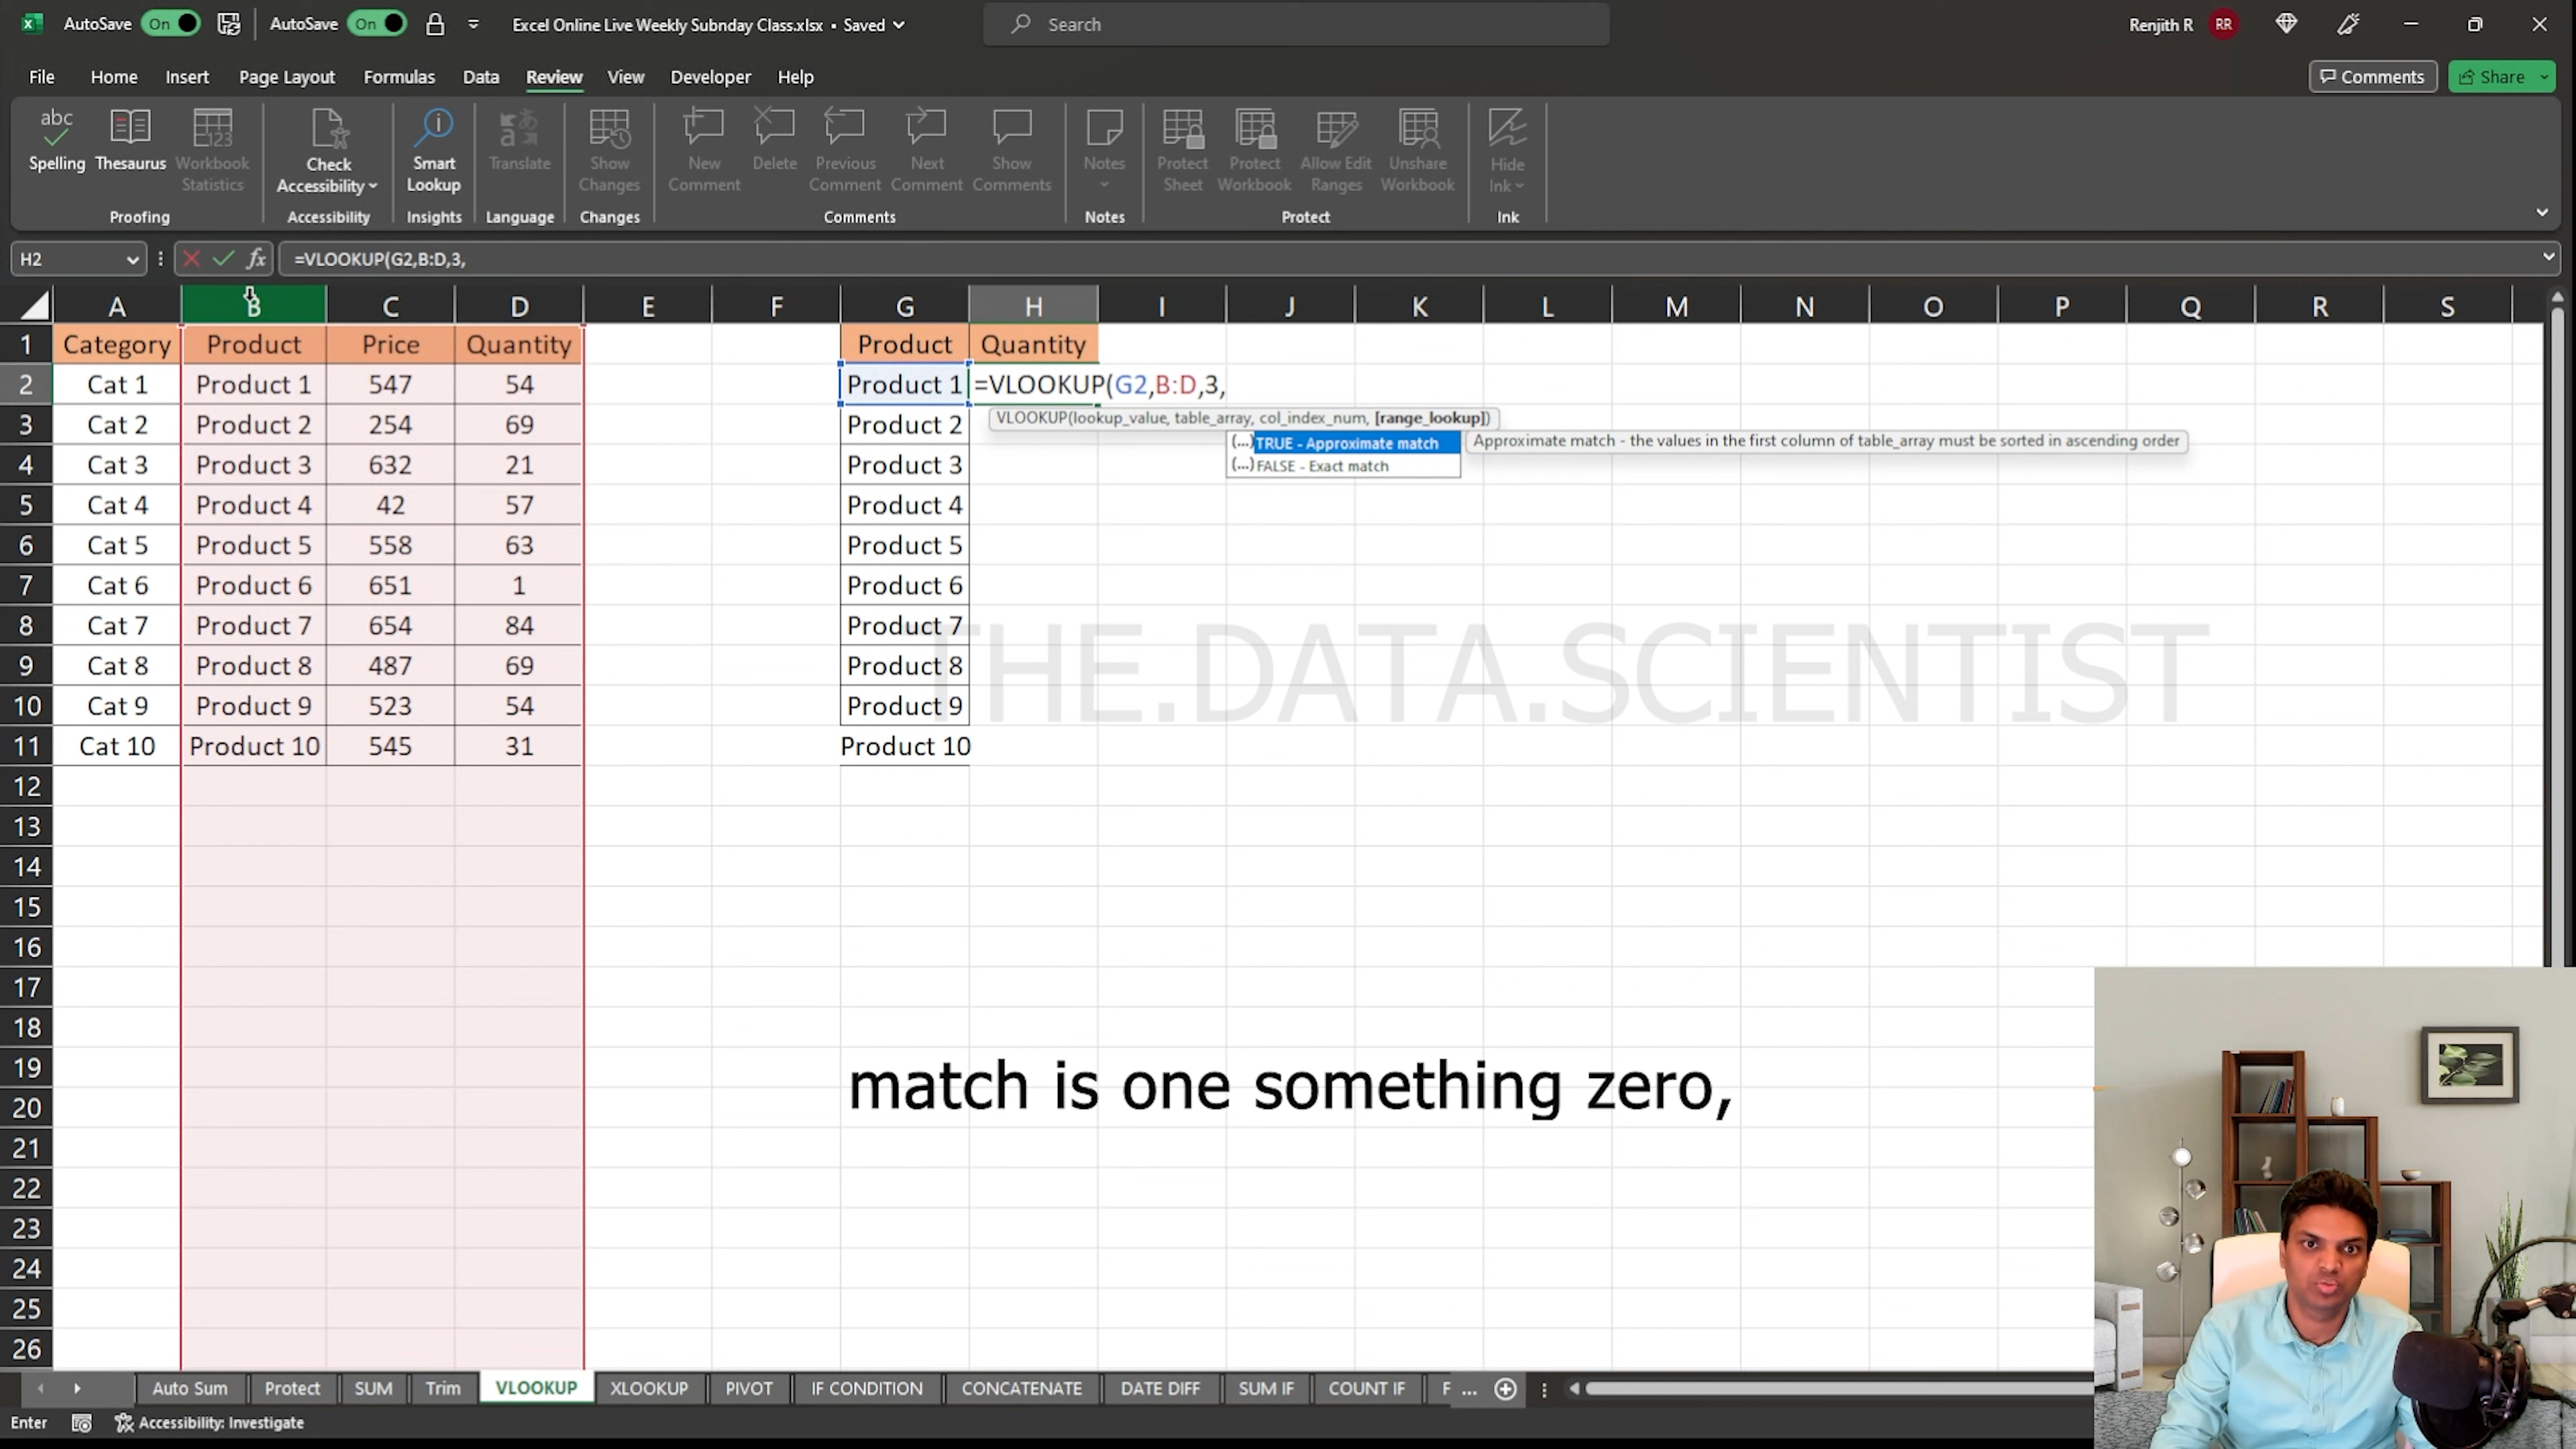 AutoSave On AutoSave On Excel Online Live Weekly Subnday Class.xlsx • Saved Search Renjith R RR
File Home Insert Page Layout Formulas Data Review View Developer Help Comments Share
abc
Spelling Thesaurus Workbook Statistics Check Accessibility Smart Lookup Translate Show Changes New Comment Delete Previous Comment Next Comment Show Comments Notes Protect Sheet Protect Workbook Allow Edit Ranges Unshare Workbook Hide Ink
Proofing Accessibility Insights Language Changes Comments Notes Protect Ink
H2 fx =VLOOKUP(G2,B:D,3,
A B C D E F G H I J K L M N O P Q R S
1 Category Product Price Quantity Product Quantity
2 Cat 1 Product 1 547 54 Product 1 =VLOOKUP(G2,B:D,3,
VLOOKUP(lookup_value, table_array, col_index_num, [range_lookup])
3 Cat 2 Product 2 254 69 Product 2
(...) TRUE - Approximate match Approximate match - the values in the first column of table_array must be sorted in ascending order
(...) FALSE - Exact match
4 Cat 3 Product 3 632 21 Product 3
5 Cat 4 Product 4 42 57 Product 4
6 Cat 5 Product 5 558 63 Product 5
7 Cat 6 Product 6 651 1 Product 6
8 Cat 7 Product 7 654 84 Product 7
9 Cat 8 Product 8 487 69 Product 8
THE.DATA.SCIENTIST
10 Cat 9 Product 9 523 54 Product 9
11 Cat 10 Product 10 545 31 Product 10
12
13
14
15
16
17
18
19
match is one something zero,
20
21
22
23
24
25
26
Auto Sum Protect SUM Trim VLOOKUP XLOOKUP PIVOT IF CONDITION CONCATENATE DATE DIFF SUM IF COUNT IF F ...
Enter Accessibility: Investigate